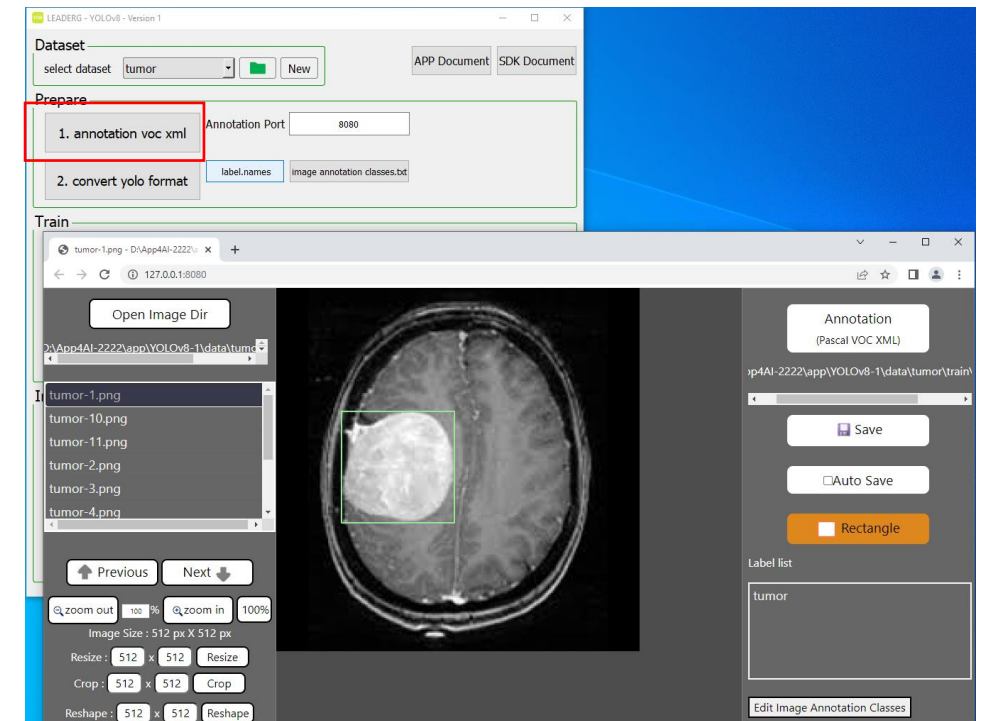 LEADERG - YOLOv8 - Version 1
Dataset
select dataset tumor New
APP Document SDK Document
Prepare
1. annotation voc xml
Annotation Port 8080
2. convert yolo format
label.names image annotation classes.txt
Train
tumor-1.png - D:\App4AI-2222\
127.0.0.1:8080
Open Image Dir
D:\App4AI-2222\app\YOLOv8-1\data\tumo
tumor-1.png
tumor-10.png
tumor-11.png
tumor-2.png
tumor-3.png
tumor-4.png
Previous Next
zoom out 100 % zoom in 100%
Image Size : 512 px X 512 px
Resize : 512 x 512 Resize
Crop : 512 x 512 Crop
Reshape : 512 x 512 Reshape
Annotation
(Pascal VOC XML)
pp4AI-2222\app\YOLOv8-1\data\tumor\train\
Save
Auto Save
Rectangle
Label list
tumor
Edit Image Annotation Classes